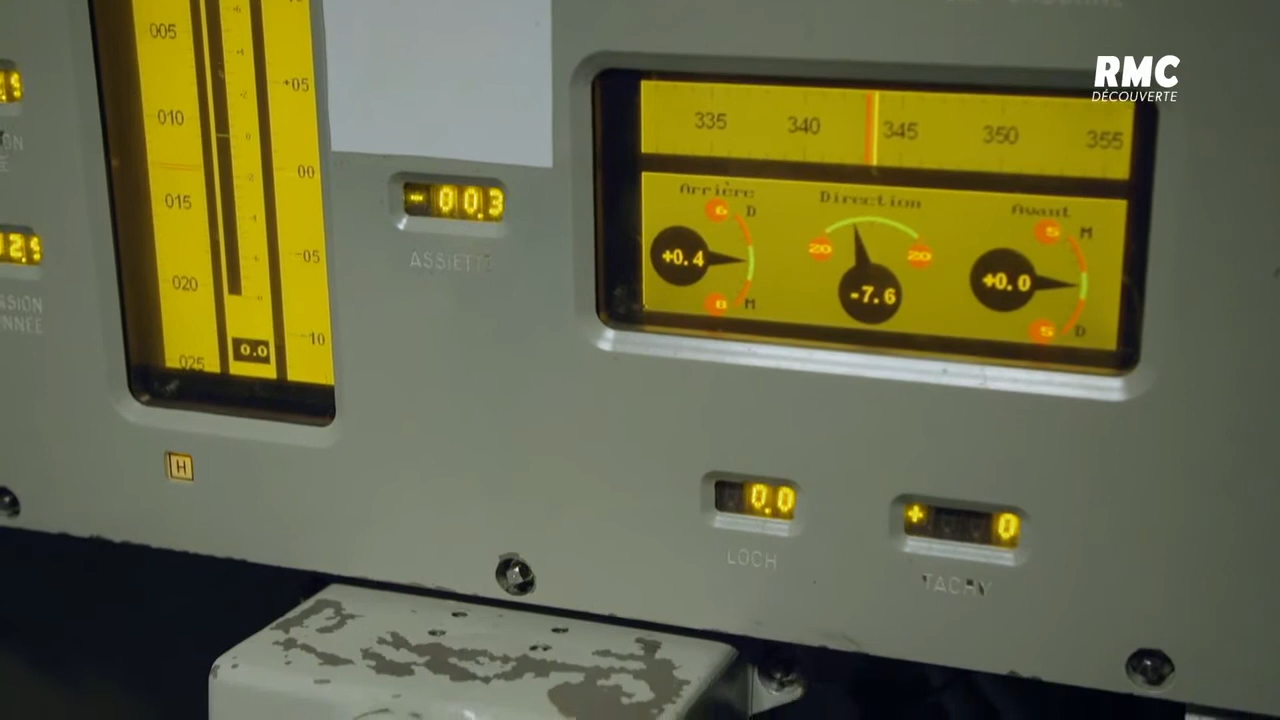 RMC
DÉCOUVERTE
005
010
015
020
025
+05
00
-05
-10
0.0
H
-00.3
ASSIETTE
335 340 345 350 355
Arrière
6 D
+0.4
6 M
Direction
20 20
-7.6
Avant
5 M
+0.0
5 D
0.0
LOCH
+ 0
TACHY